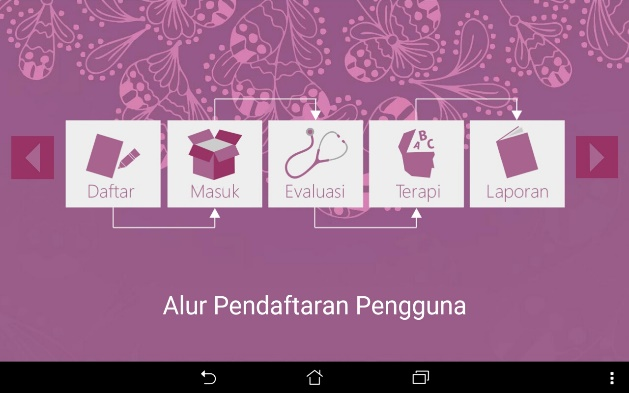 A B C
Daftar
Masuk
Evaluasi
Terapi
Laporan
Alur Pendaftaran Pengguna